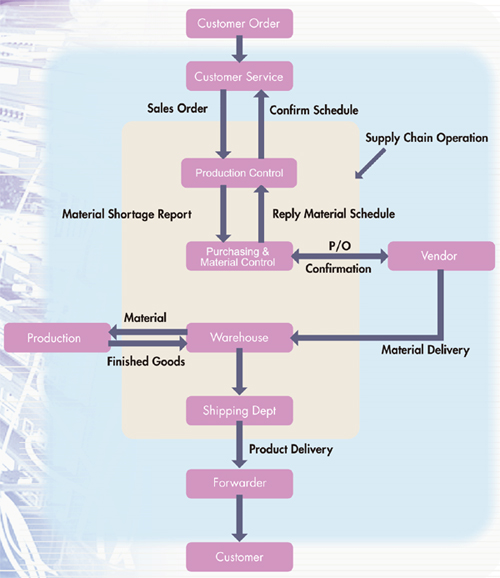 Customer Order
Customer Service
Sales Order
Confirm Schedule
Supply Chain Operation
Production Control
Material Shortage Report
Reply Material Schedule
Purchasing &
Material Control
P/O
Confirmation
Vendor
Material
Production
Warehouse
Finished Goods
Material Delivery
Shipping Dept
Product Delivery
Forwarder
Customer